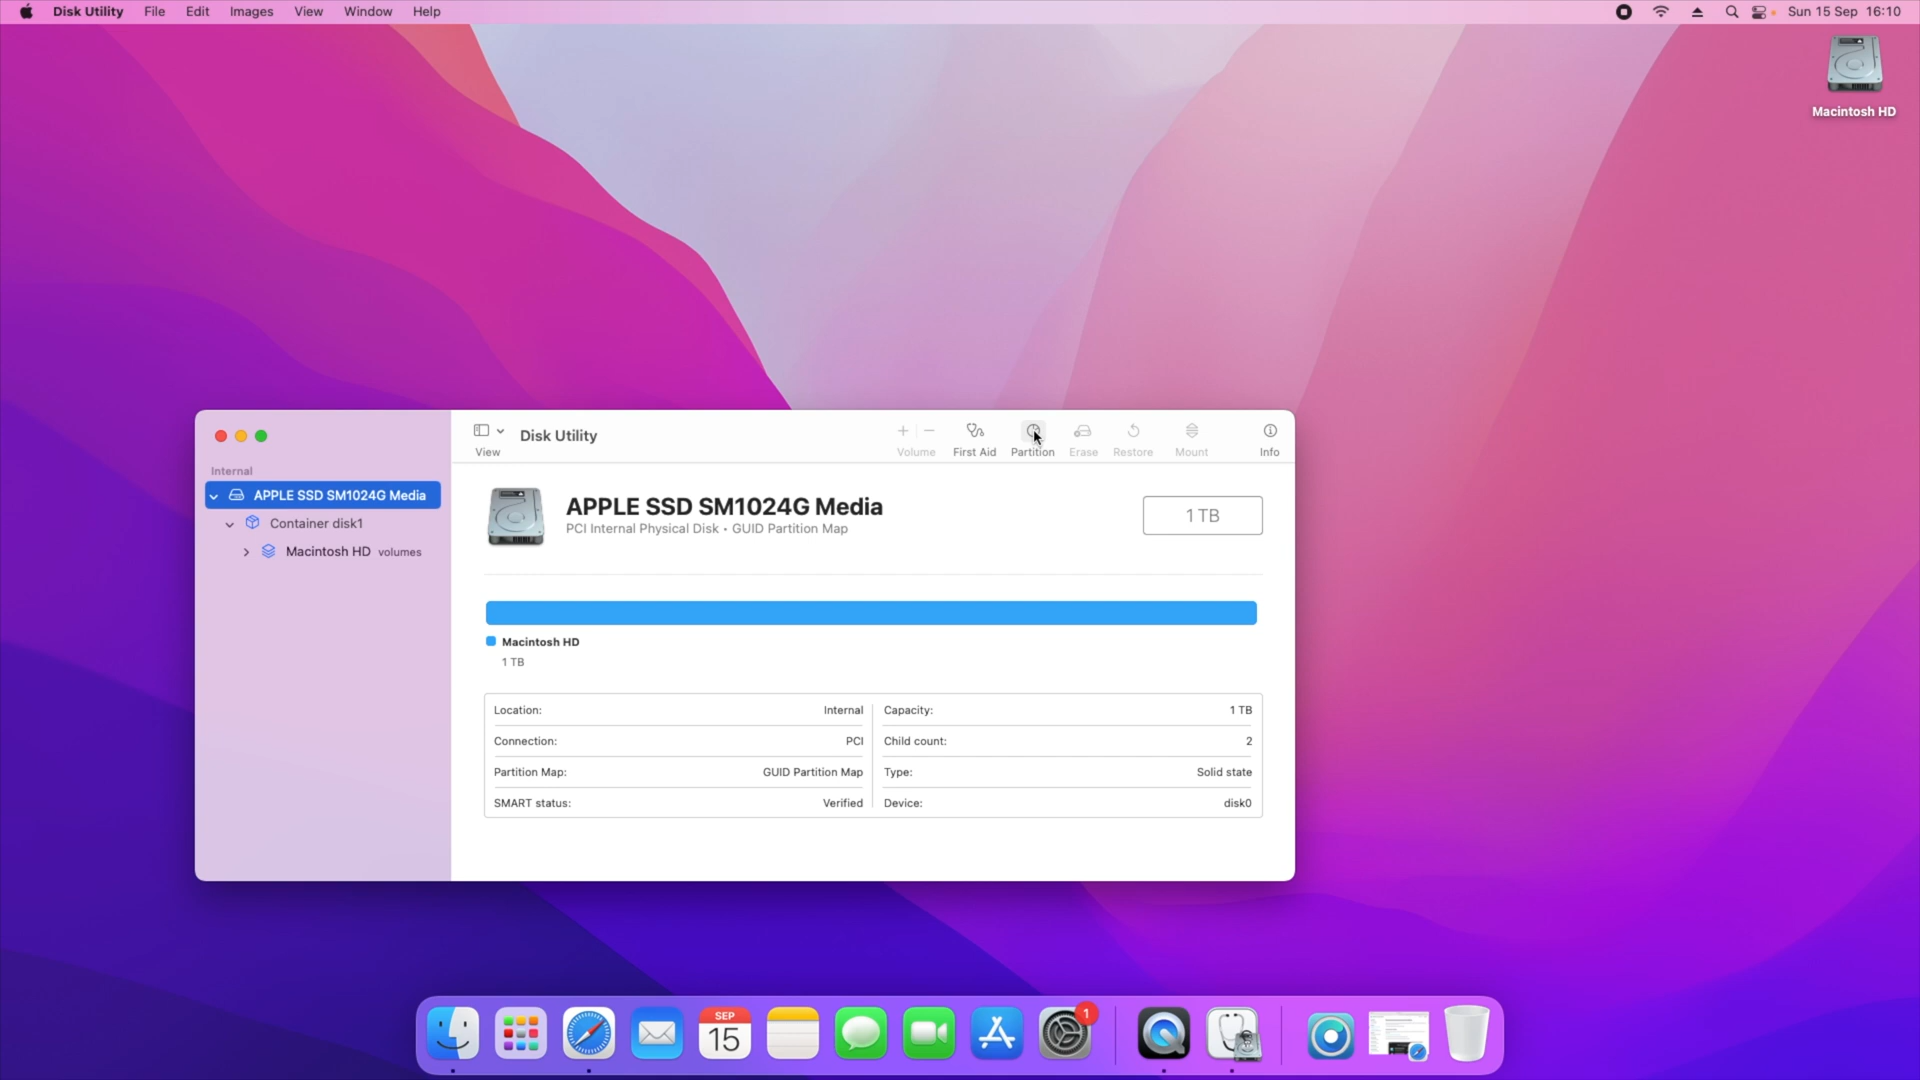 Disk Utility File Edit Images View Window Help Sun 15 Sep 16:10
Macintosh HD
Disk Utility
View Volume First Aid Partition Erase Restore Mount Info
Internal
APPLE SSD SM1024G Media
Container disk1
Macintosh HD volumes
APPLE SSD SM1024G Media
PCI Internal Physical Disk • GUID Partition Map
1 TB
Macintosh HD
1 TB
Location: Internal Capacity: 1 TB
Connection: PCI Child count: 2
Partition Map: GUID Partition Map Type: Solid state
SMART status: Verified Device: disk0
SEP
15
1